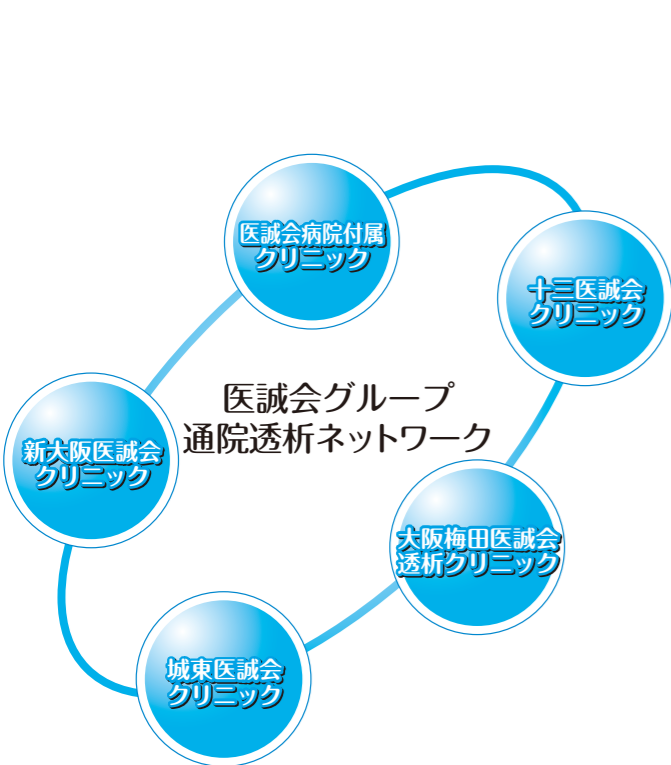 医誠会病院付属
クリニック
十三医誠会
クリニック
医誠会グループ
通院透析ネットワーク
新大阪医誠会
クリニック
大阪梅田医誠会
透析クリニック
城東医誠会
クリニック